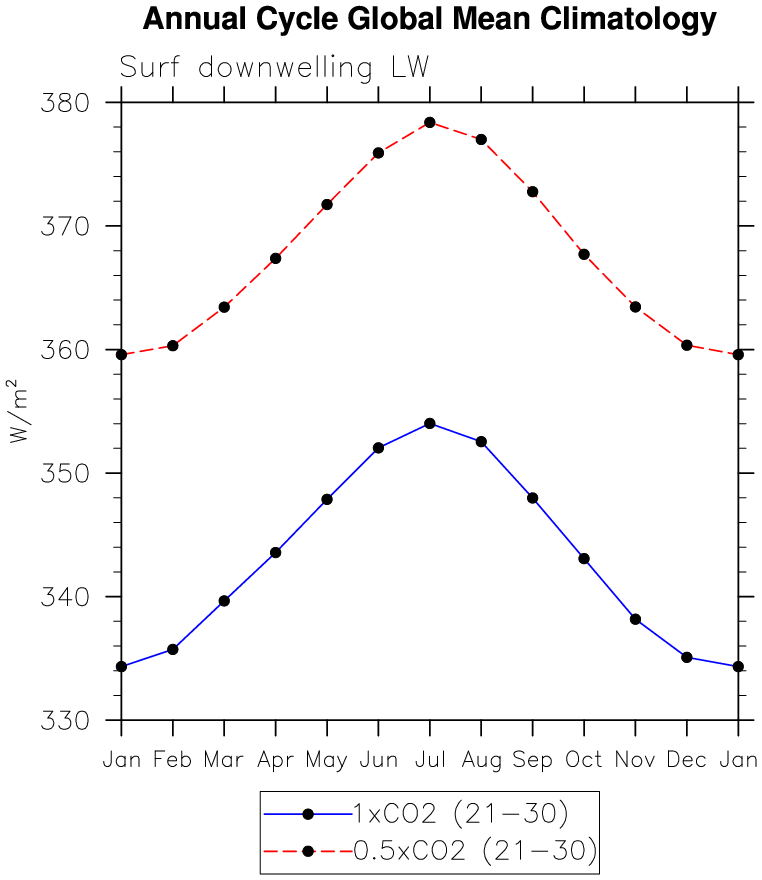 Annual Cycle Global Mean Climatology
Surf downwelling LW
380
370
360
350
340
330
W/m²
Jan Feb Mar Apr May Jun Jul Aug Sep Oct Nov Dec Jan
1xCO2 (21−30)
0.5xCO2 (21−30)